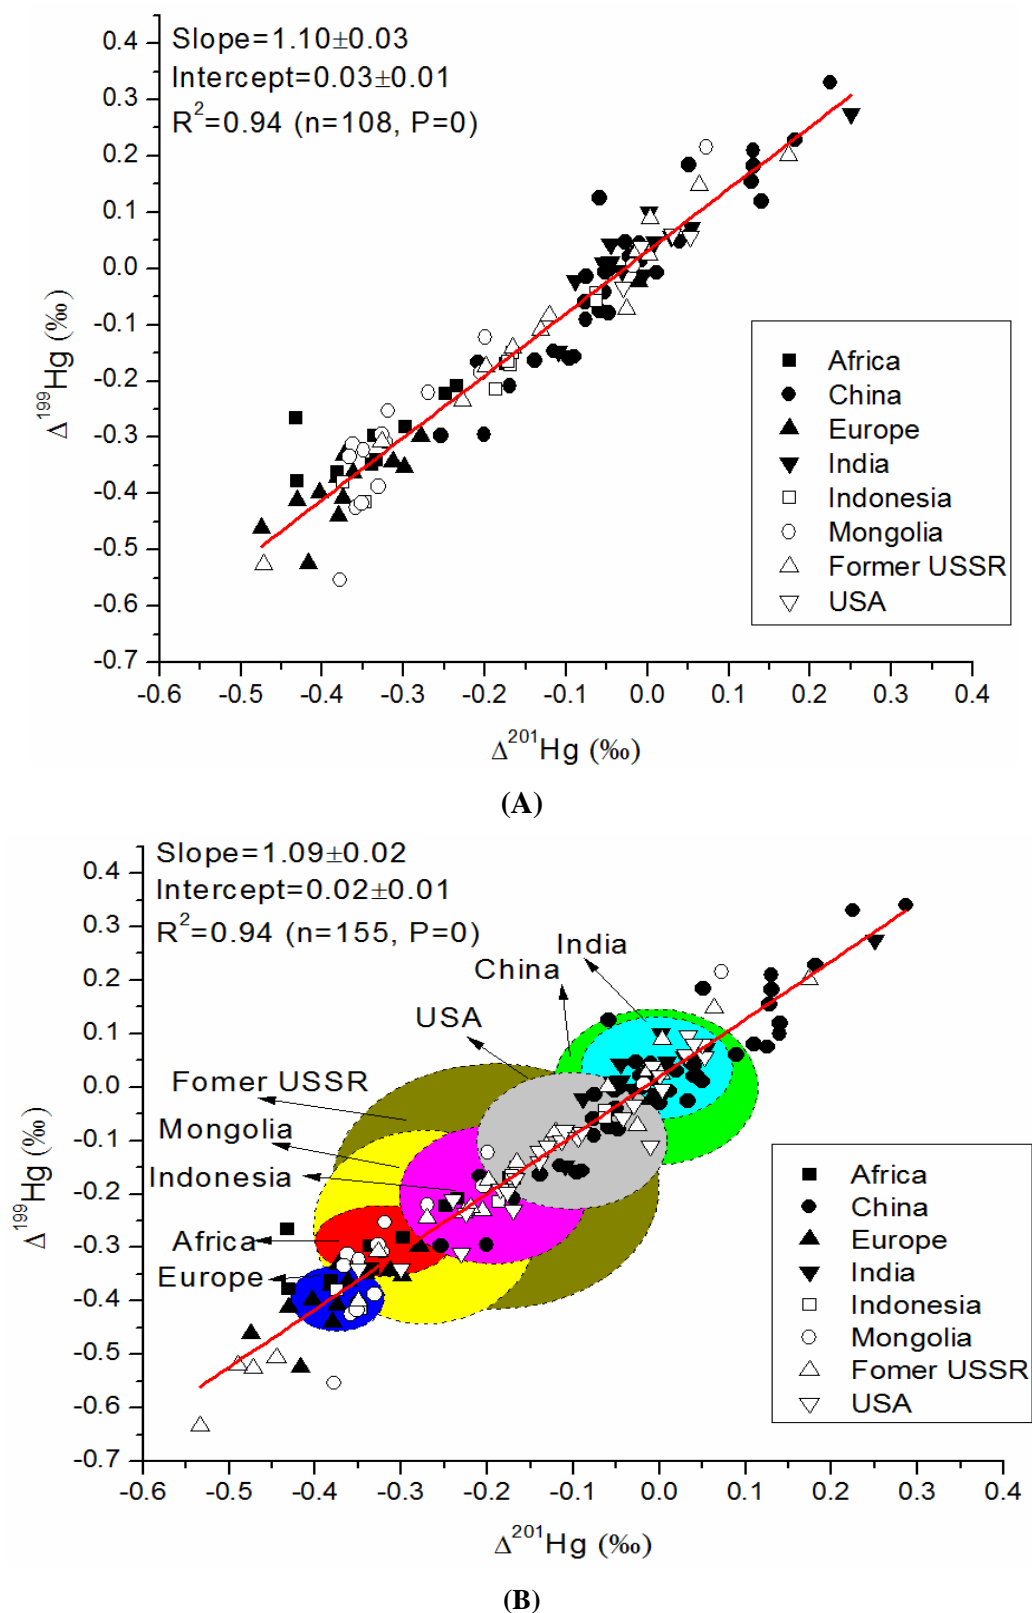 Slope=1.10±0.03
Intercept=0.03±0.01
R²=0.94 (n=108, P=0)
0.4
0.3
0.2
0.1
0.0
-0.1
-0.2
-0.3
-0.4
-0.5
-0.6
-0.7
Δ¹⁹⁹Hg (‰)
Africa
China
Europe
India
Indonesia
Mongolia
Former USSR
USA
-0.6 -0.5 -0.4 -0.3 -0.2 -0.1 0.0 0.1 0.2 0.3 0.4
Δ²⁰¹Hg (‰)
(A)
Slope=1.09±0.02
Intercept=0.02±0.01
R²=0.94 (n=155, P=0)
0.4
0.3
0.2
0.1
0.0
-0.1
-0.2
-0.3
-0.4
-0.5
-0.6
-0.7
Δ¹⁹⁹Hg (‰)
India
China
USA
Fomer USSR
Mongolia
Indonesia
Africa
Europe
Africa
China
Europe
India
Indonesia
Mongolia
Fomer USSR
USA
-0.6 -0.5 -0.4 -0.3 -0.2 -0.1 0.0 0.1 0.2 0.3 0.4
Δ²⁰¹Hg (‰)
(B)